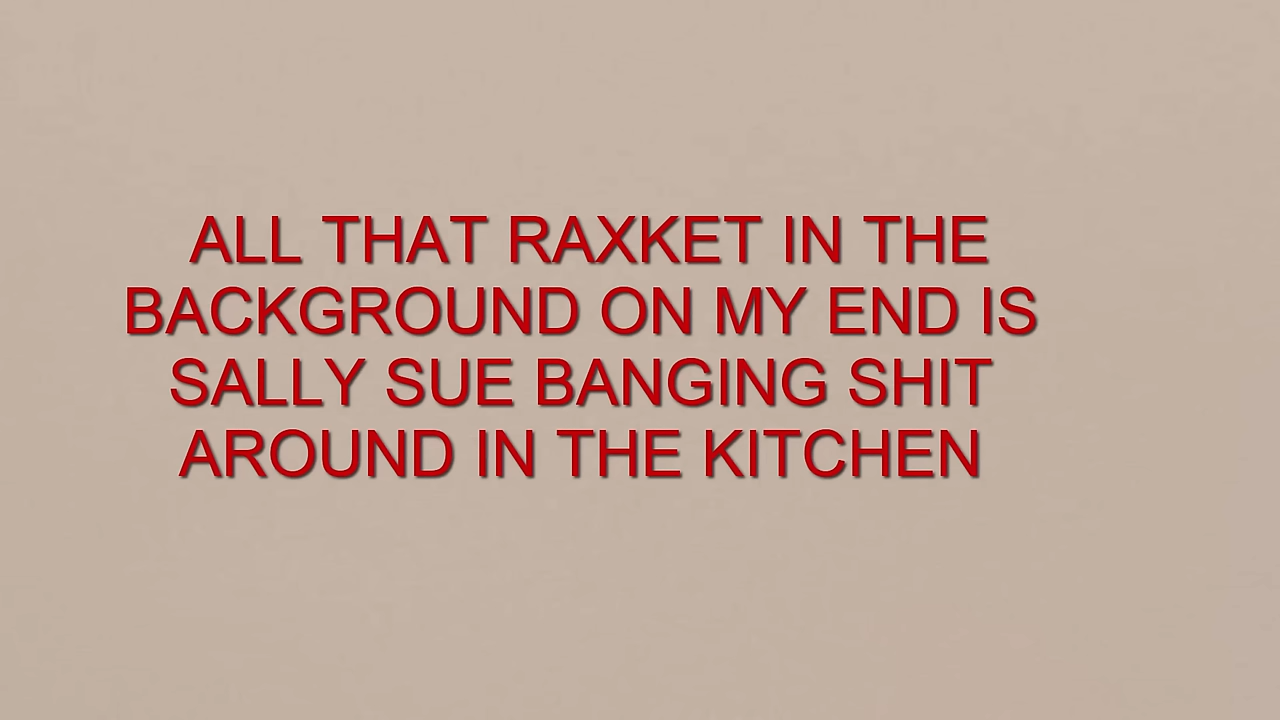 ALL THAT RAXKET IN THE
BACKGROUND ON MY END IS
SALLY SUE BANGING SHIT
AROUND IN THE KITCHEN